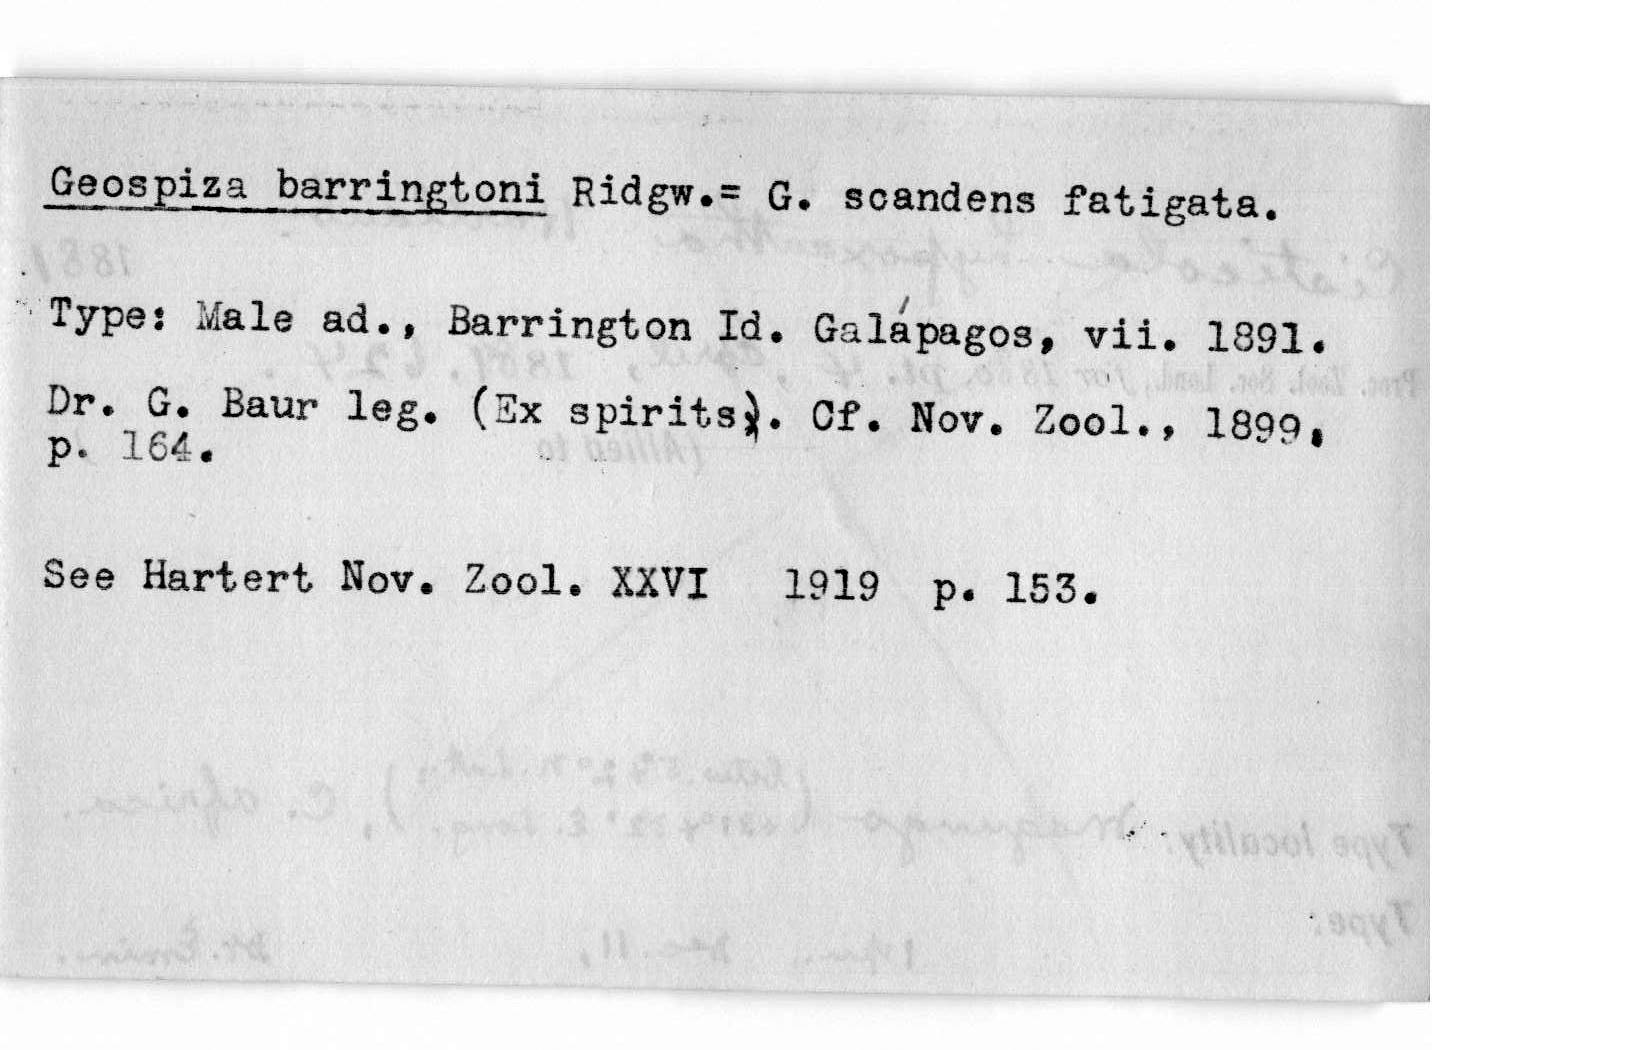 Geospiza barringtoni Ridgw.= G. scandens fatigata.
Type: Male ad., Barrington Id. Galápagos, vii. 1891.
Dr. G. Baur leg. (Ex spirits). Cf. Nov. Zool., 1899,
p. 164.
See Hartert Nov. Zool. XXVI 1919 p. 153.